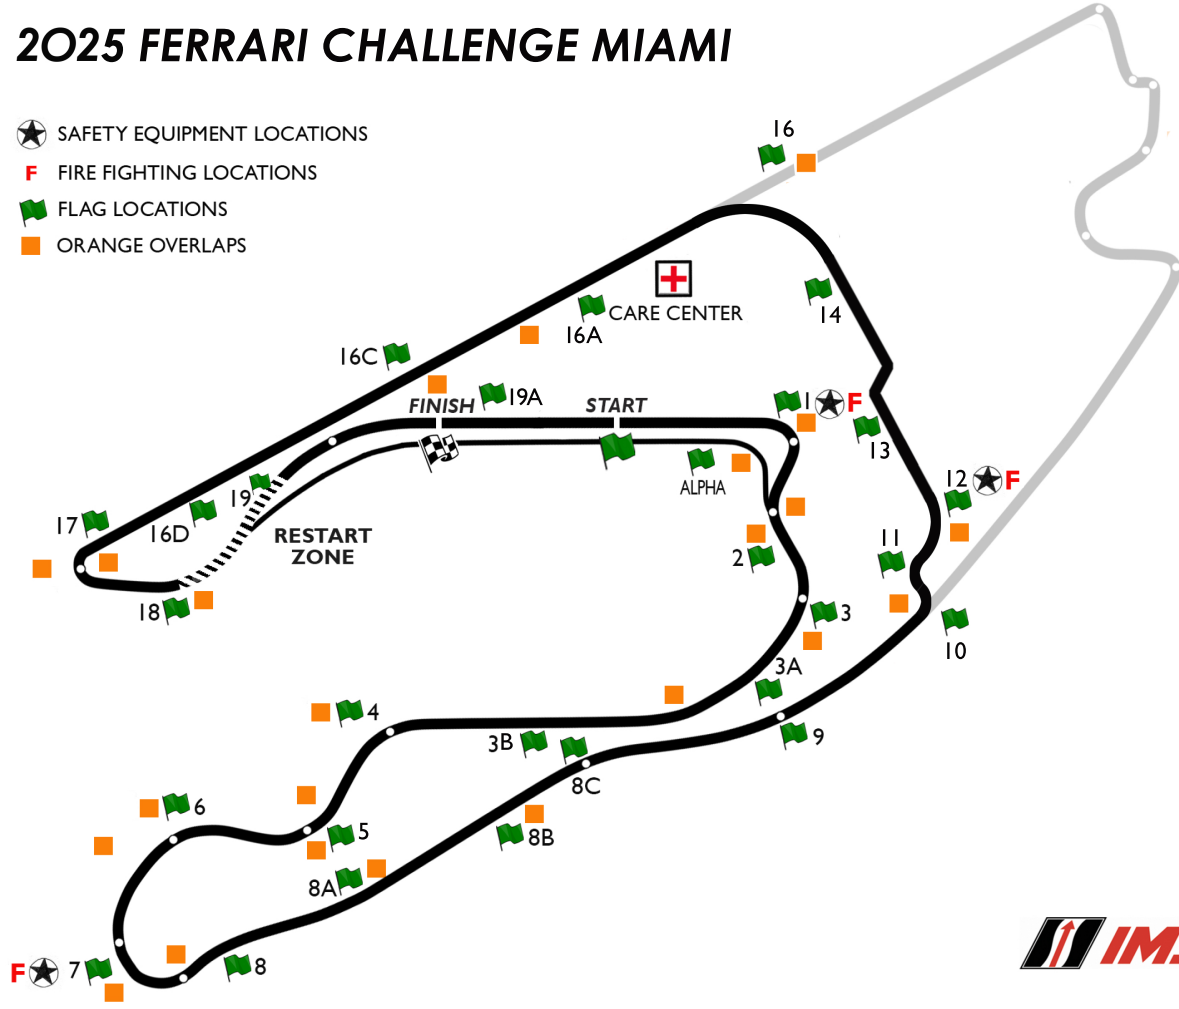 2025 FERRARI CHALLENGE MIAMI
SAFETY EQUIPMENT LOCATIONS
F FIRE FIGHTING LOCATIONS
FLAG LOCATIONS
ORANGE OVERLAPS
16
CARE CENTER
14
16A
16C
19A
FINISH
START
1 F
13
12 F
ALPHA
19
17
16D
RESTART
ZONE
11
2
18
3
10
3A
4
3B
9
8C
6
5
8B
8A
F 7
8
IMS